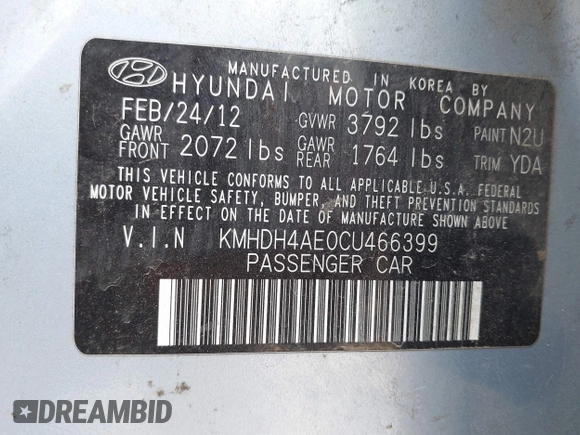 MANUFACTURED IN KOREA BY
HYUNDAI MOTOR COMPANY
FEB/24/12 GVWR 3792 lbs PAINT N2U
GAWR FRONT 2072 lbs GAWR REAR 1764 lbs TRIM YDA
THIS VEHICLE CONFORMS TO ALL APPLICABLE U.S.A. FEDERAL
MOTOR VEHICLE SAFETY, BUMPER, AND THEFT PREVENTION STANDARDS
IN EFFECT ON THE DATE OF MANUFACTURE SHOWN ABOVE
V.I.N KMHDH4AE0CU466399
PASSENGER CAR
DREAMBID